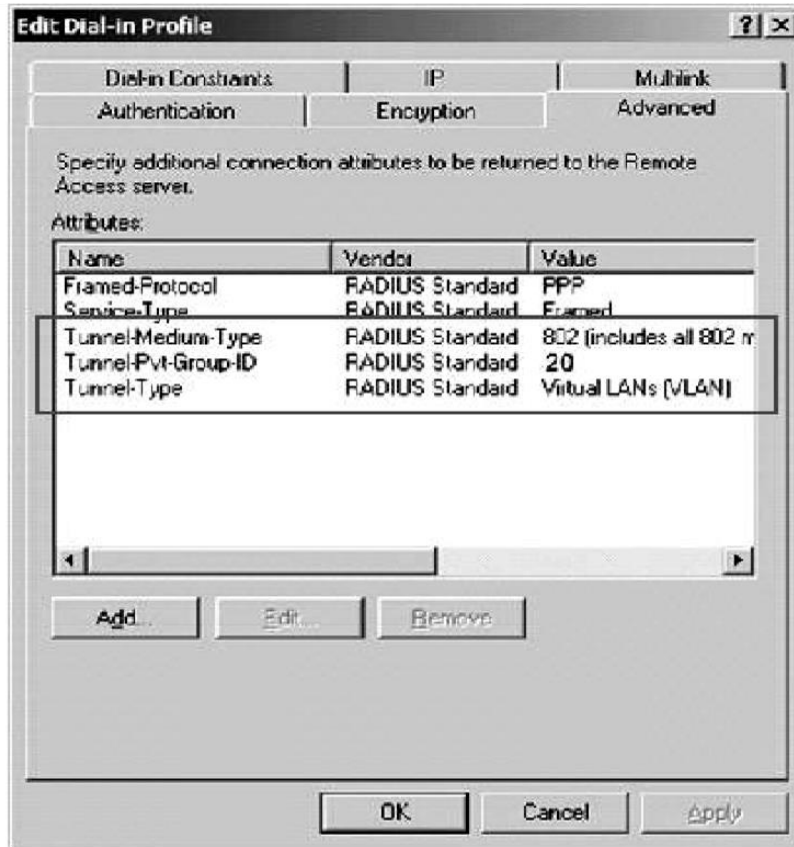 Edit Dial-in Profile
Dial-in Constraints IP Multilink
Authentication Encryption Advanced
Specify additional connection attributes to be returned to the Remote
Access server.
Attributes:
Name Vendor Value
Framed-Protocol RADIUS Standard PPP
Service-Type RADIUS Standard Framed
Tunnel-Medium-Type RADIUS Standard 802 (includes all 802 m
Tunnel-Pvt-Group-ID RADIUS Standard 20
Tunnel-Type RADIUS Standard Virtual LANs (VLAN)
Add... Edit... Remove
OK Cancel Apply